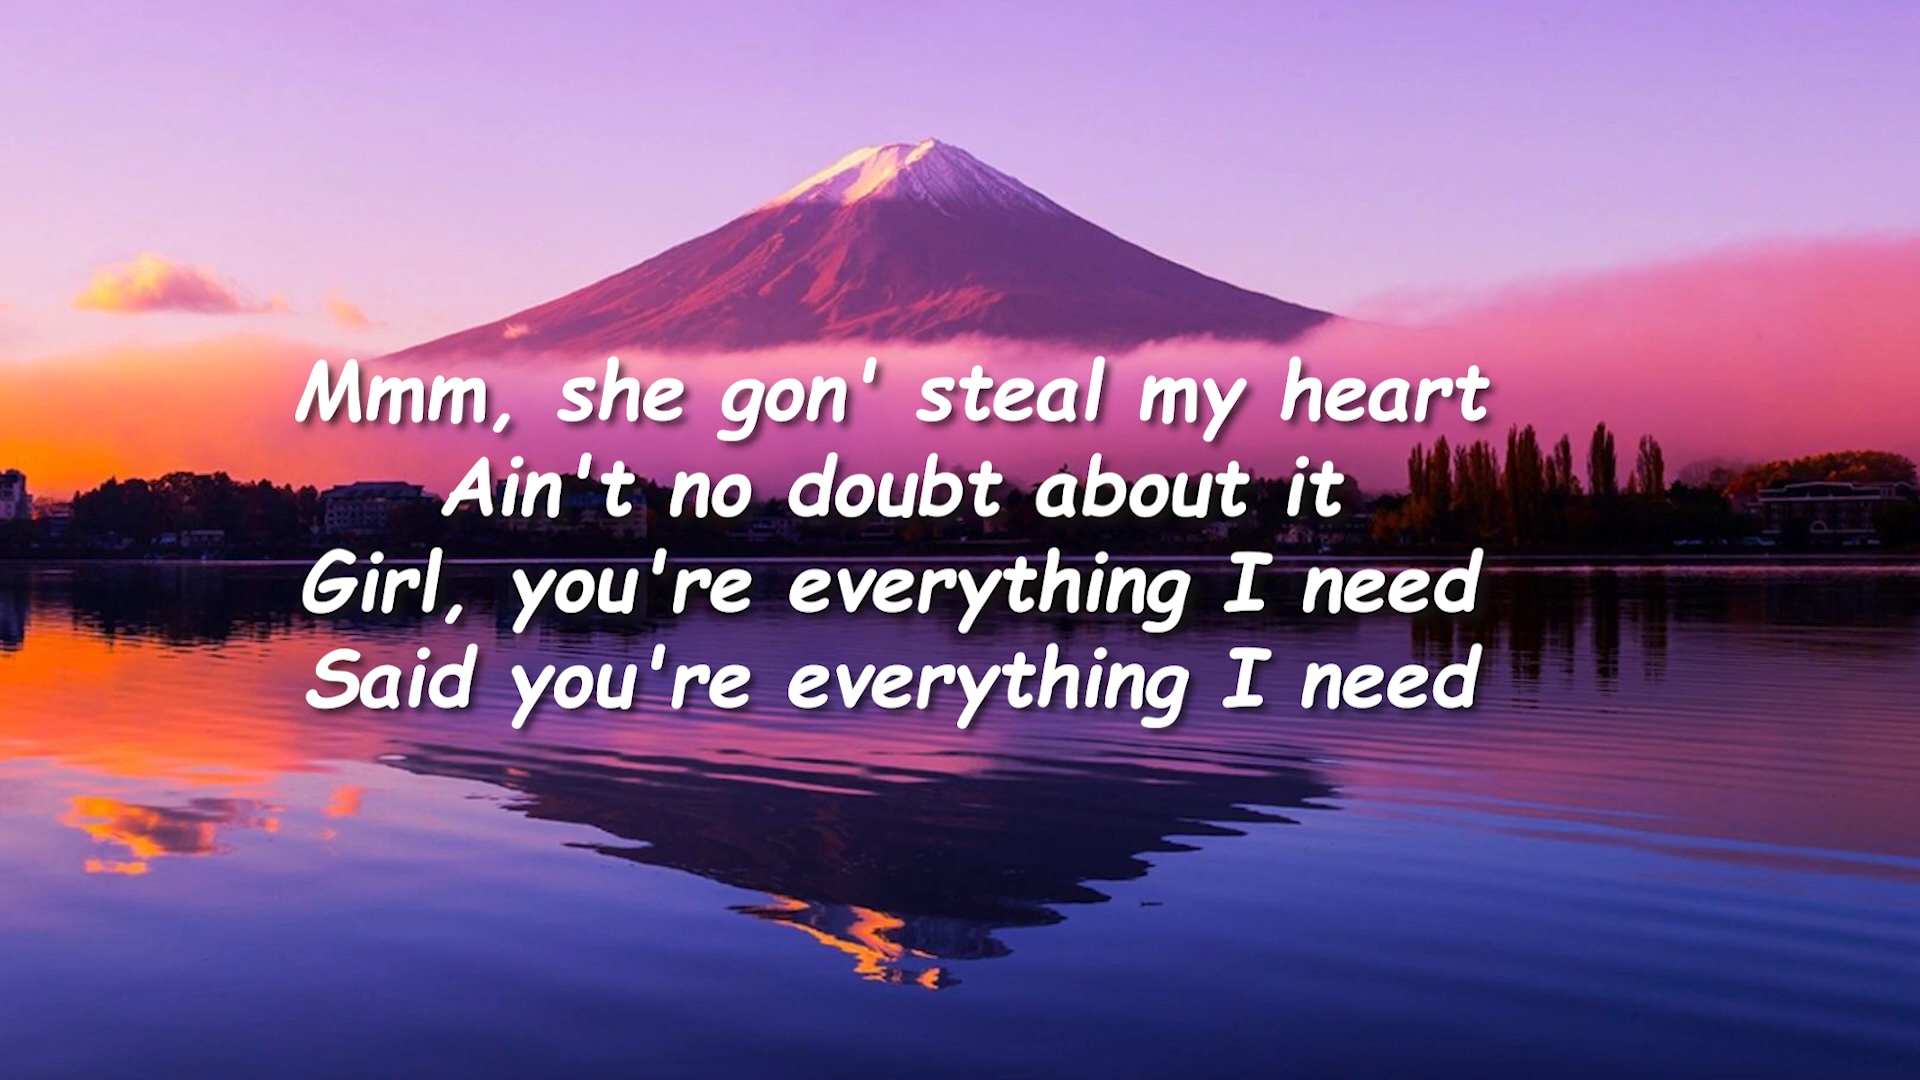 Mmm, she gon' steal my heart
Ain't no doubt about it
Girl, you're everything I need
Said you're everything I need